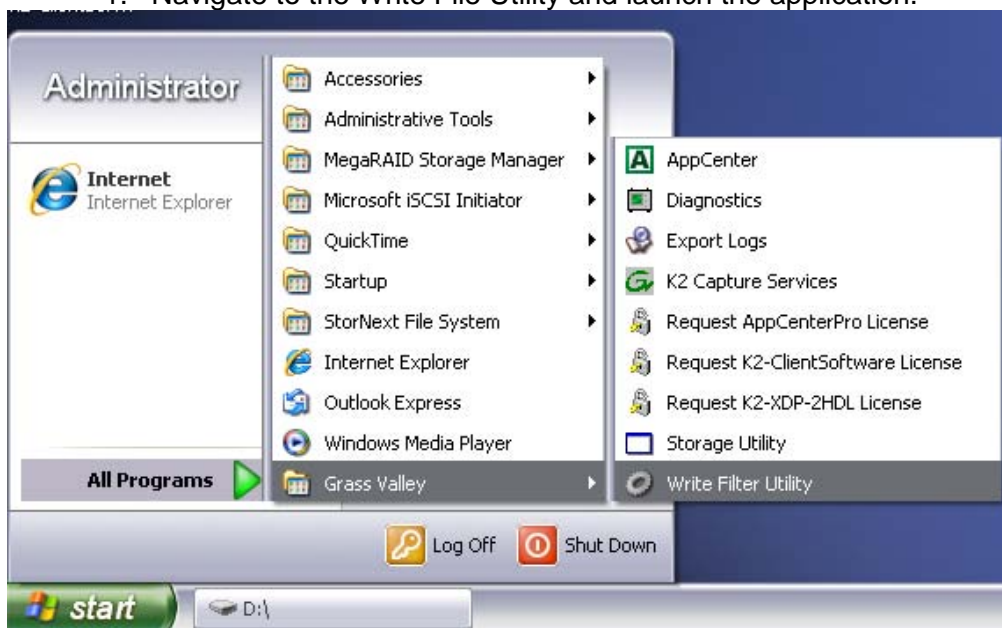 Navigate to the Write File Utility and launch the application.
Administrator
Internet
Internet Explorer
All Programs
Accessories
Administrative Tools
MegaRAID Storage Manager
Microsoft iSCSI Initiator
QuickTime
Startup
StorNext File System
Internet Explorer
Outlook Express
Windows Media Player
Grass Valley
AppCenter
Diagnostics
Export Logs
K2 Capture Services
Request AppCenterPro License
Request K2-ClientSoftware License
Request K2-XDP-2HDL License
Storage Utility
Write Filter Utility
Log Off
Shut Down
start
D:\